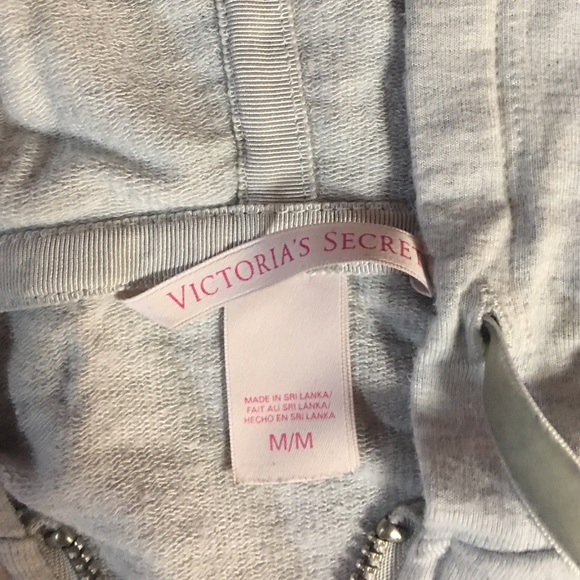 VICTORIA'S SECRET
MADE IN SRI LANKA/
FAIT AU SRI LANKA/
HECHO EN SRI LANKA
M/M